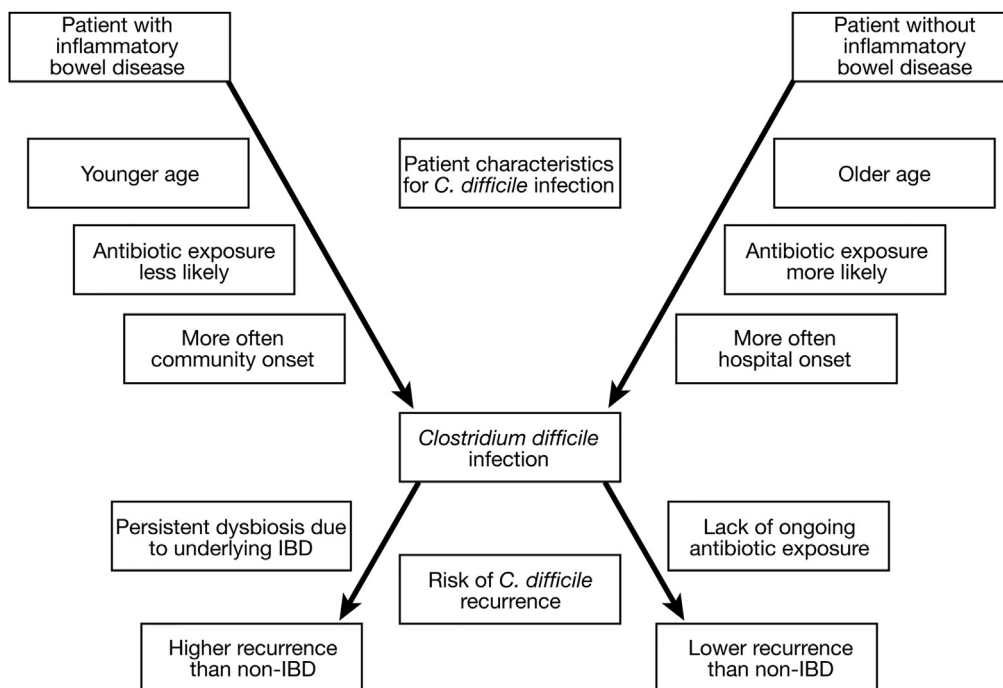 Patient with
inflammatory
bowel disease
Patient without
inflammatory
bowel disease
Younger age
Patient characteristics
for C. difficile infection
Older age
Antibiotic exposure
less likely
Antibiotic exposure
more likely
More often
community onset
More often
hospital onset
Clostridium difficile
infection
Persistent dysbiosis due
to underlying IBD
Lack of ongoing
antibiotic exposure
Risk of C. difficile
recurrence
Higher recurrence
than non-IBD
Lower recurrence
than non-IBD